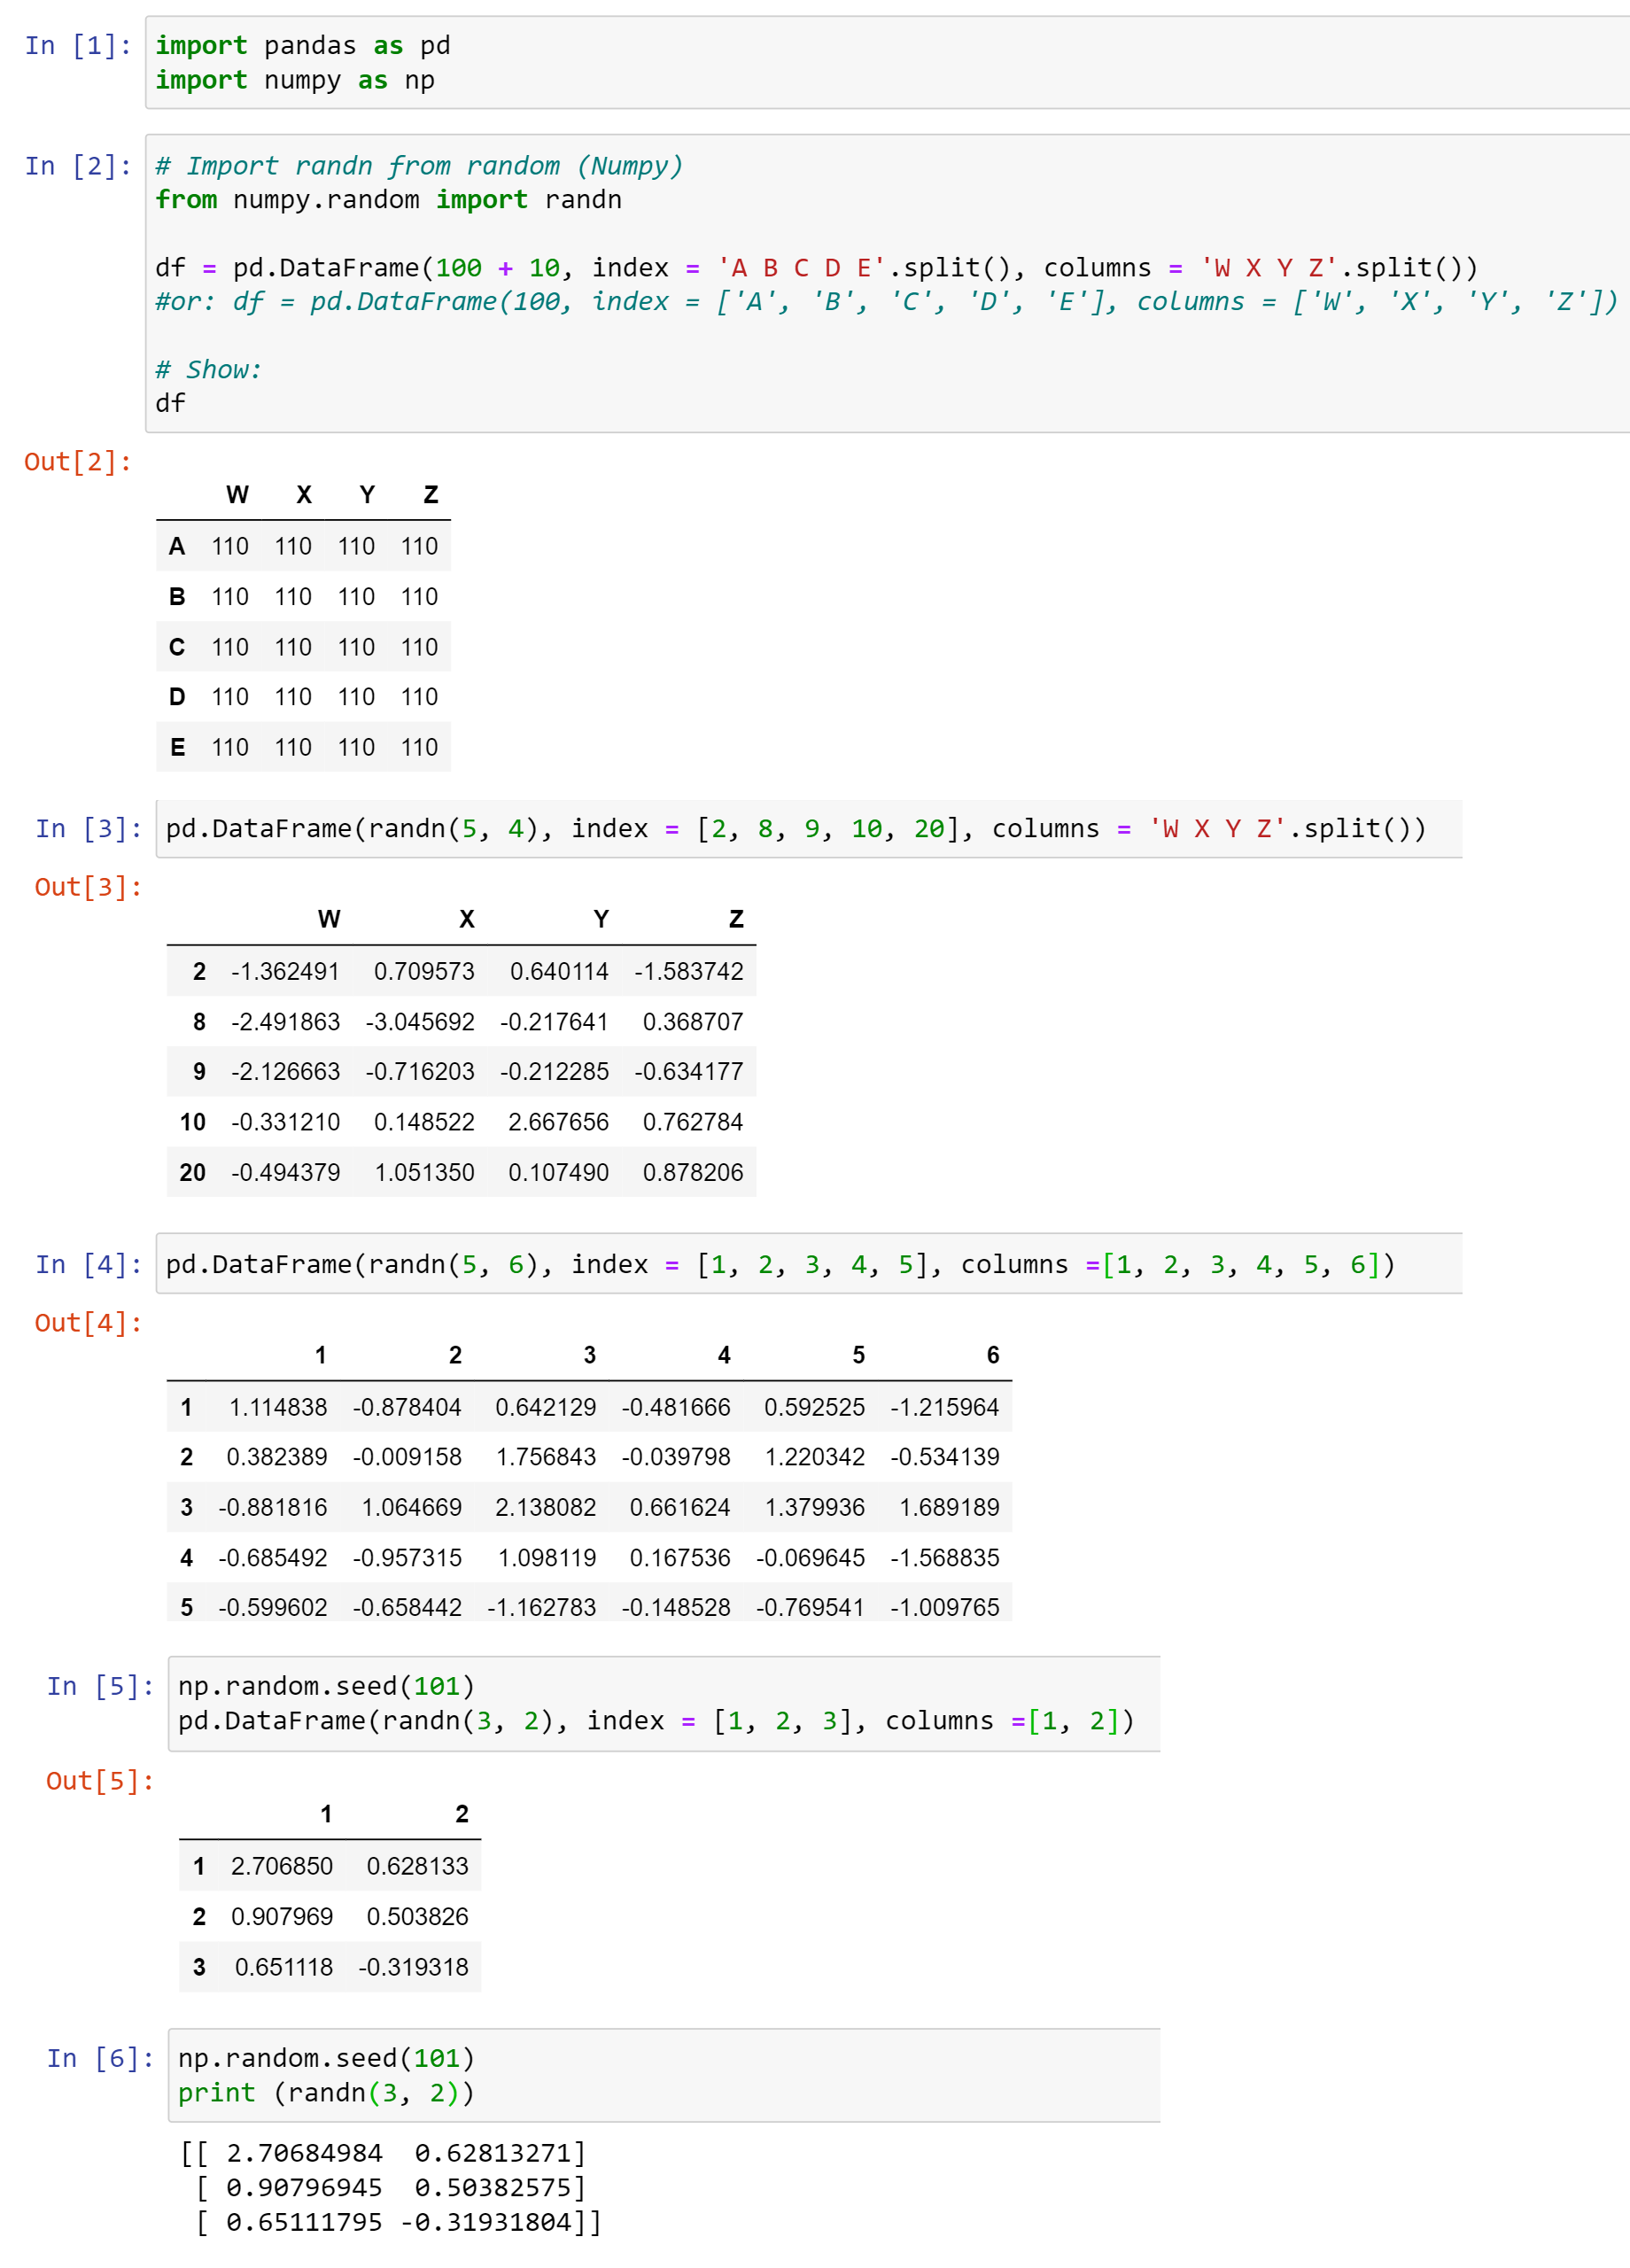 In [1]: import pandas as pd
import numpy as np
In [2]: # Import randn from random (Numpy)
from numpy.random import randn
df = pd.DataFrame(100 + 10, index = 'A B C D E'.split(), columns = 'W X Y Z'.split())
#or: df = pd.DataFrame(100, index = ['A', 'B', 'C', 'D', 'E'], columns = ['W', 'X', 'Y', 'Z'])
# Show:
df
Out[2]:
W X Y Z
A 110 110 110 110
B 110 110 110 110
C 110 110 110 110
D 110 110 110 110
E 110 110 110 110
In [3]: pd.DataFrame(randn(5, 4), index = [2, 8, 9, 10, 20], columns = 'W X Y Z'.split())
Out[3]:
W X Y Z
2 -1.362491 0.709573 0.640114 -1.583742
8 -2.491863 -3.045692 -0.217641 0.368707
9 -2.126663 -0.716203 -0.212285 -0.634177
10 -0.331210 0.148522 2.667656 0.762784
20 -0.494379 1.051350 0.107490 0.878206
In [4]: pd.DataFrame(randn(5, 6), index = [1, 2, 3, 4, 5], columns =[1, 2, 3, 4, 5, 6])
Out[4]:
1 2 3 4 5 6
1 1.114838 -0.878404 0.642129 -0.481666 0.592525 -1.215964
2 0.382389 -0.009158 1.756843 -0.039798 1.220342 -0.534139
3 -0.881816 1.064669 2.138082 0.661624 1.379936 1.689189
4 -0.685492 -0.957315 1.098119 0.167536 -0.069645 -1.568835
5 -0.599602 -0.658442 -1.162783 -0.148528 -0.769541 -1.009765
In [5]: np.random.seed(101)
pd.DataFrame(randn(3, 2), index = [1, 2, 3], columns =[1, 2])
Out[5]:
1 2
1 2.706850 0.628133
2 0.907969 0.503826
3 0.651118 -0.319318
In [6]: np.random.seed(101)
print (randn(3, 2))
[[ 2.70684984  0.62813271]
[ 0.90796945  0.50382575]
[ 0.65111795 -0.31931804]]